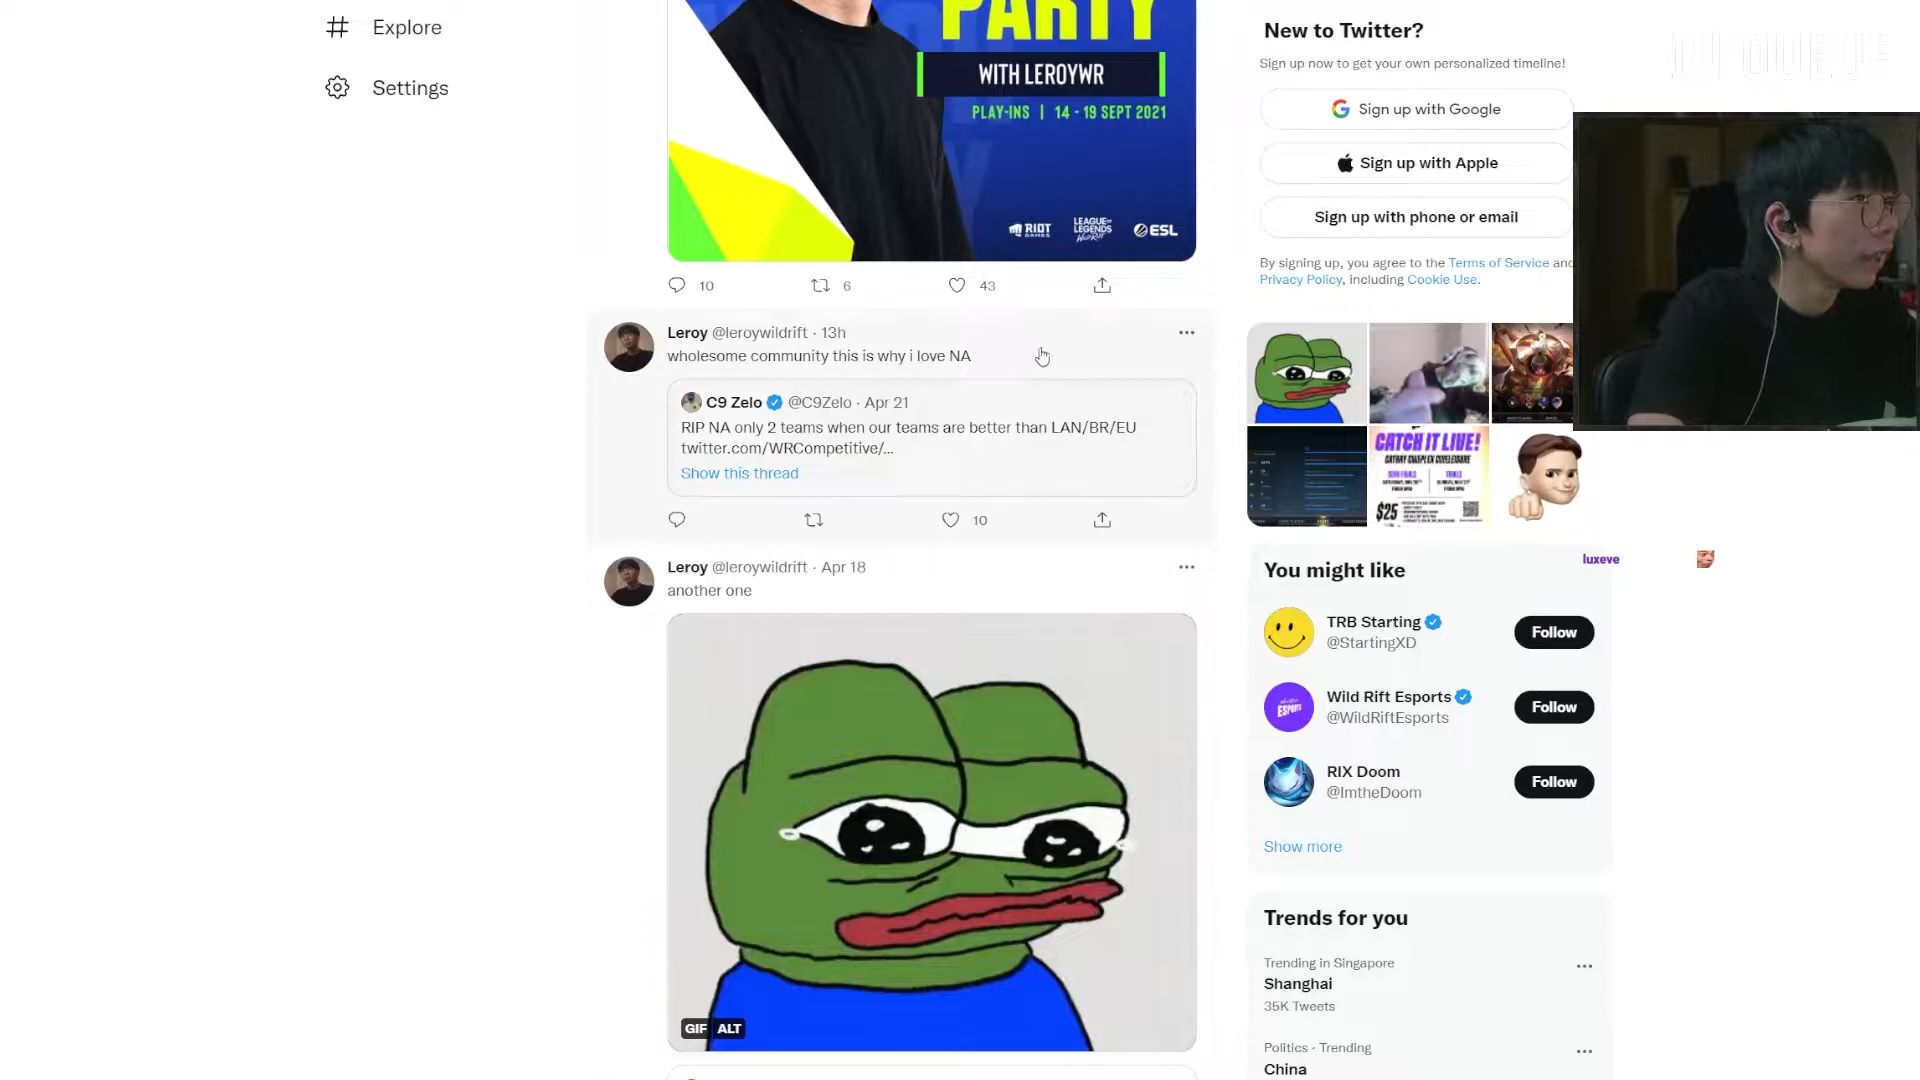 Explore
Settings
PARTY
WITH LEROYWR
PLAY-INS | 14 - 19 SEPT 2021
RIOT GAMES
LEAGUE OF LEGENDS WILD RIFT
ESL
10
6
43
Leroy @leroywildrift · 13h
wholesome community this is why i love NA
C9 Zelo @C9Zelo · Apr 21
RIP NA only 2 teams when our teams are better than LAN/BR/EU
twitter.com/WRCompetitive/...
Show this thread
10
Leroy @leroywildrift · Apr 18
another one
GIF ALT
New to Twitter?
Sign up now to get your own personalized timeline!
Sign up with Google
Sign up with Apple
Sign up with phone or email
By signing up, you agree to the Terms of Service and
Privacy Policy, including Cookie Use.
CATCH IT LIVE!
CATHAY CINEPLEX CINELEISURE
$25
luxeve
You might like
TRB Starting
@StartingXD
Follow
Wild Rift Esports
@WildRiftEsports
Follow
RIX Doom
@ImtheDoom
Follow
Show more
Trends for you
Trending in Singapore
Shanghai
35K Tweets
Politics · Trending
China